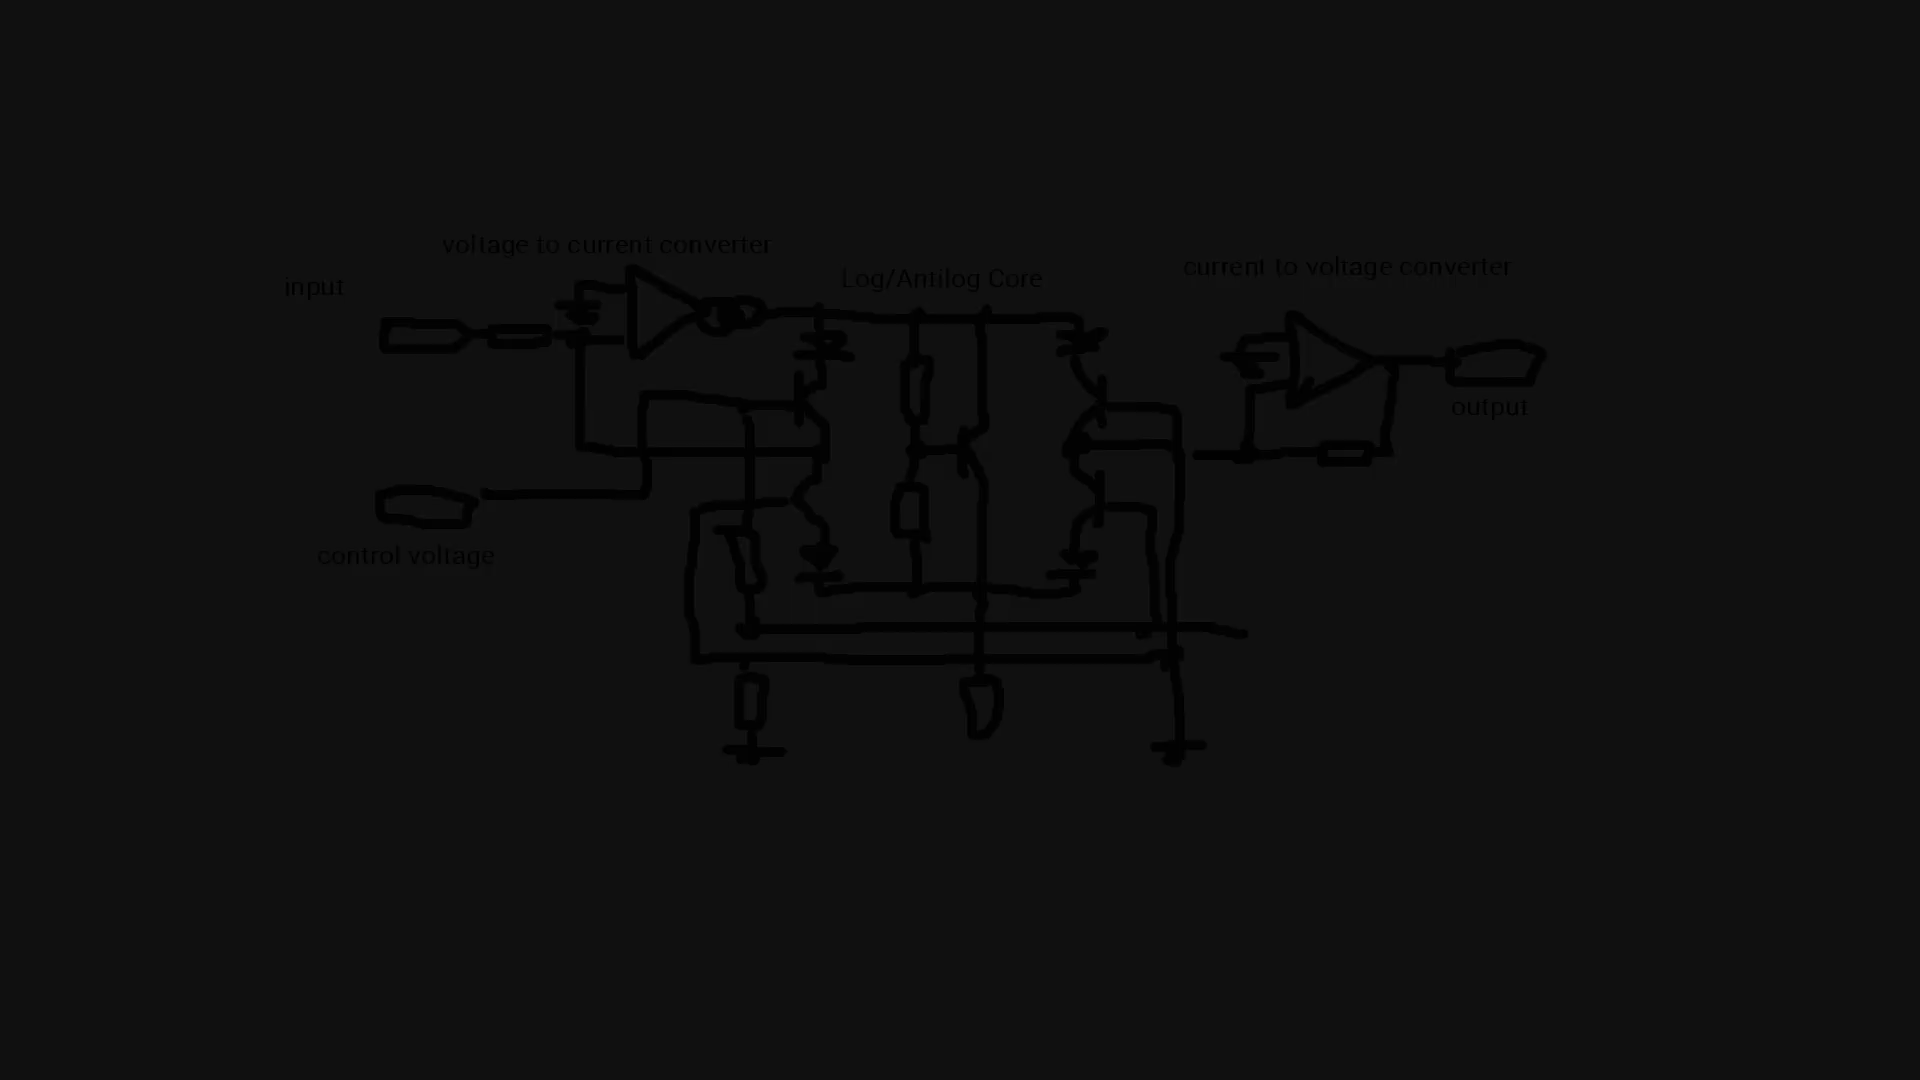 voltage to current converter
input
Log/Antilog Core
current to voltage converter
output
control voltage